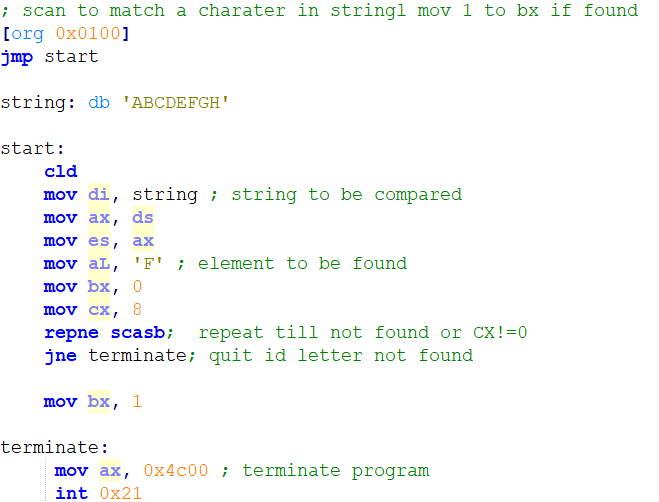 ; scan to match a charater in stringl mov 1 to bx if found
[org 0x0100]
jmp start
string: db 'ABCDEFGH'
start:
cld
mov di, string ; string to be compared
mov ax, ds
mov es, ax
mov aL, 'F' ; element to be found
mov bx, 0
mov cx, 8
repne scasb;  repeat till not found or CX!=0
jne terminate; quit id letter not found
mov bx, 1
terminate:
mov ax, 0x4c00 ; terminate program
int 0x21